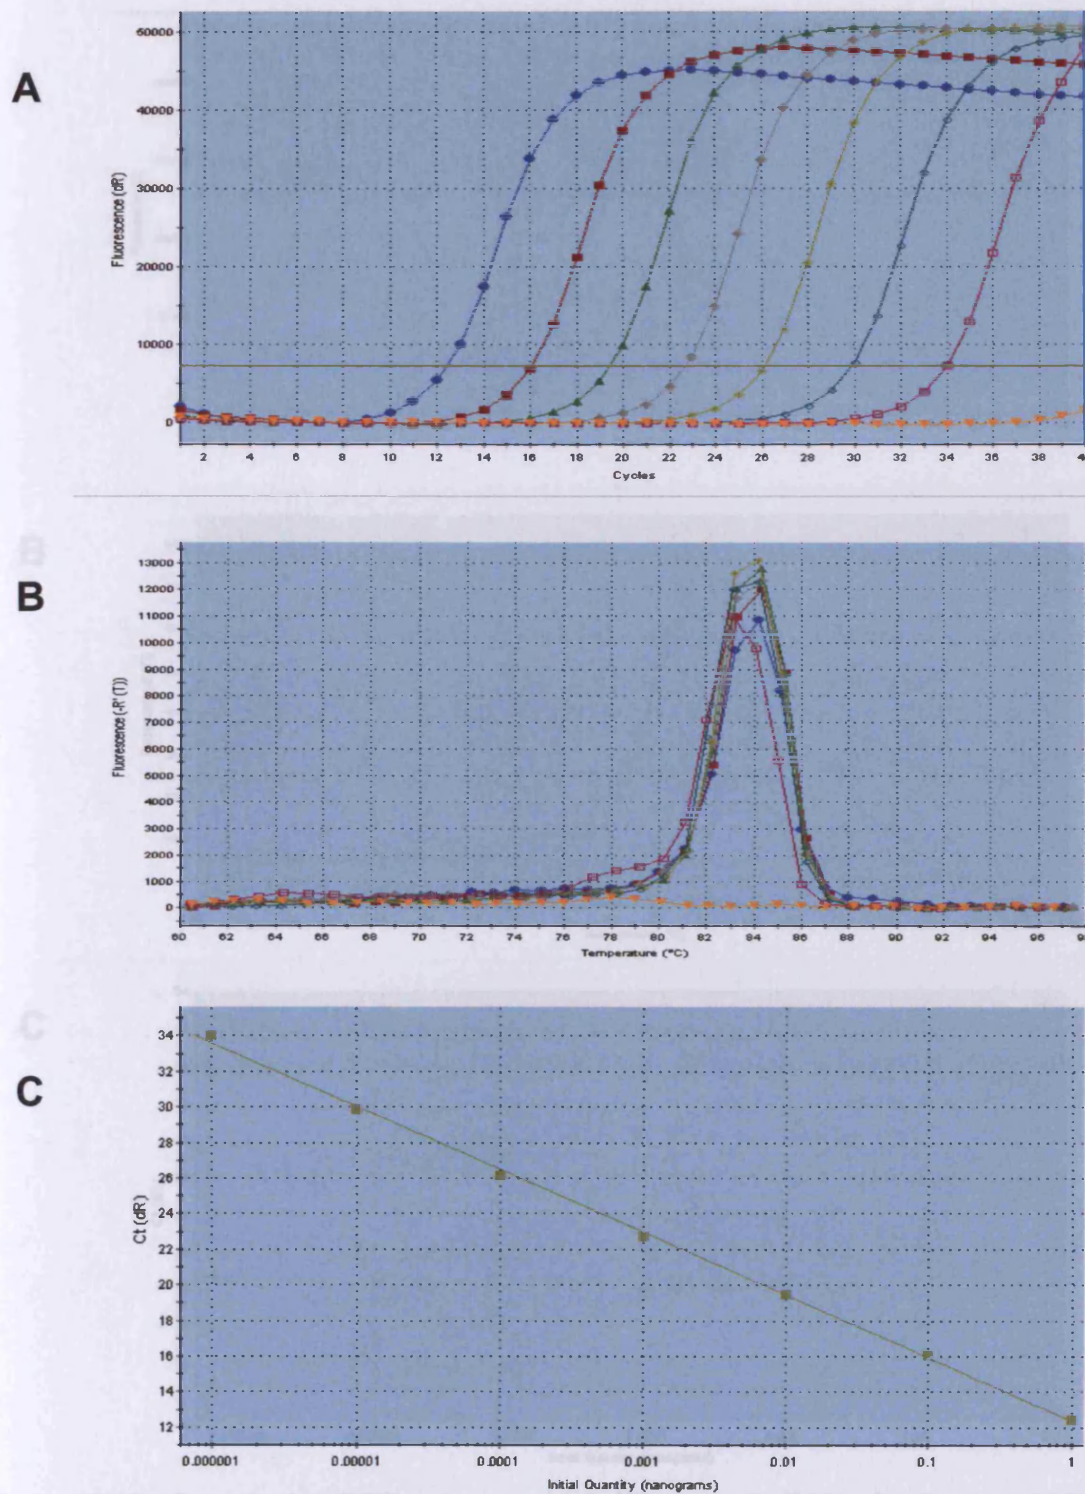 A
50000
40000
30000
20000
10000
0
Fluorescence (dR)
2 4 6 8 10 12 14 16 18 20 22 24 26 28 30 32 34 36 38
Cycles
B
13000
12000
11000
10000
9000
8000
7000
6000
5000
4000
3000
2000
1000
0
Fluorescence (-R'(T))
60 62 64 66 68 70 72 74 76 78 80 82 84 86 88 90 92 94 96
Temperature (°C)
C
34
30
28
26
24
22
20
18
16
14
12
Ct (dR)
0.000001 0.00001 0.0001 0.001 0.01 0.1 1
Initial Quantity (nanograms)